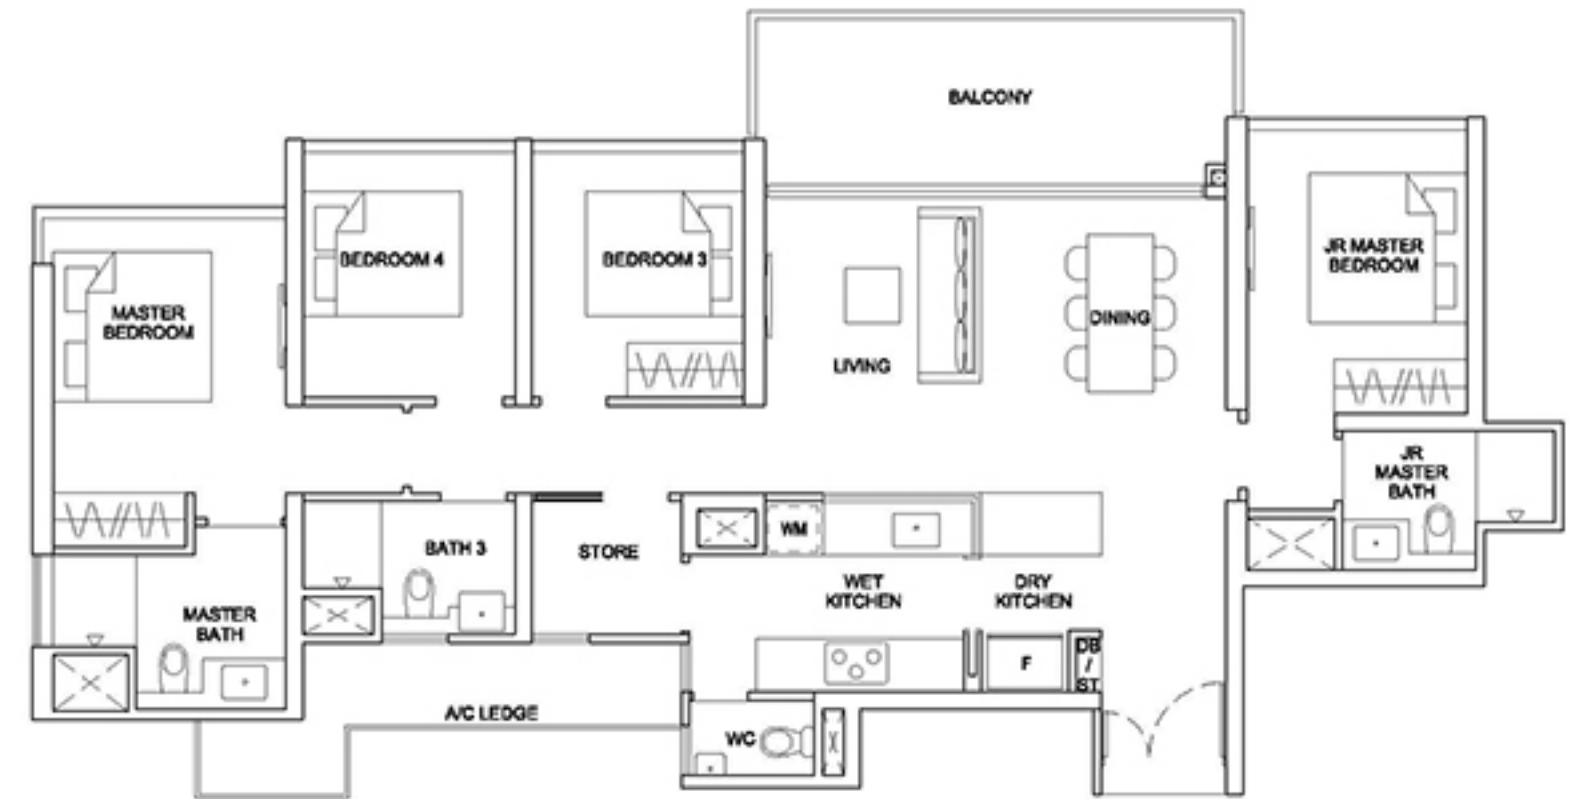 BALCONY
BEDROOM 4
BEDROOM 3
JR MASTER
BEDROOM
MASTER
BEDROOM
DINING
LIVING
JR
MASTER
BATH
WM
BATH 3
STORE
WET
KITCHEN
DRY
KITCHEN
MASTER
BATH
F
DB
/
ST
A/C LEDGE
WC